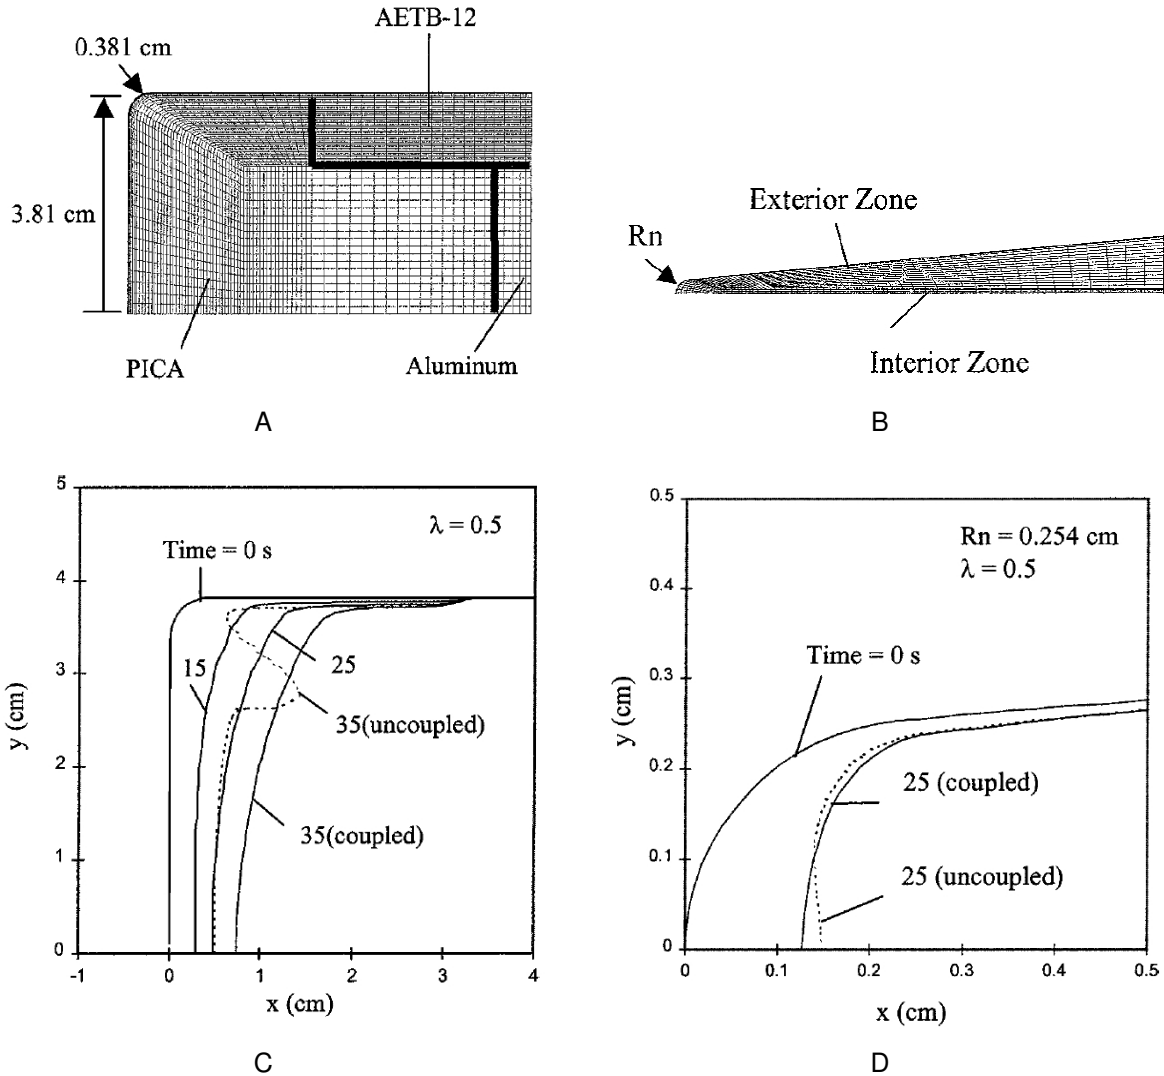 AETB-12
0.381 cm
3.81 cm
PICA
Aluminum
A
Exterior Zone
Rn
Interior Zone
B
5
4
3
2
1
0
y (cm)
λ = 0.5
Time = 0 s
15
25
35(uncoupled)
35(coupled)
-1 0 1 2 3 4
x (cm)
C
0.5
0.4
0.3
0.2
0.1
0
y (cm)
Rn = 0.254 cm
λ = 0.5
Time = 0 s
25 (coupled)
25 (uncoupled)
0 0.1 0.2 0.3 0.4 0.5
x (cm)
D